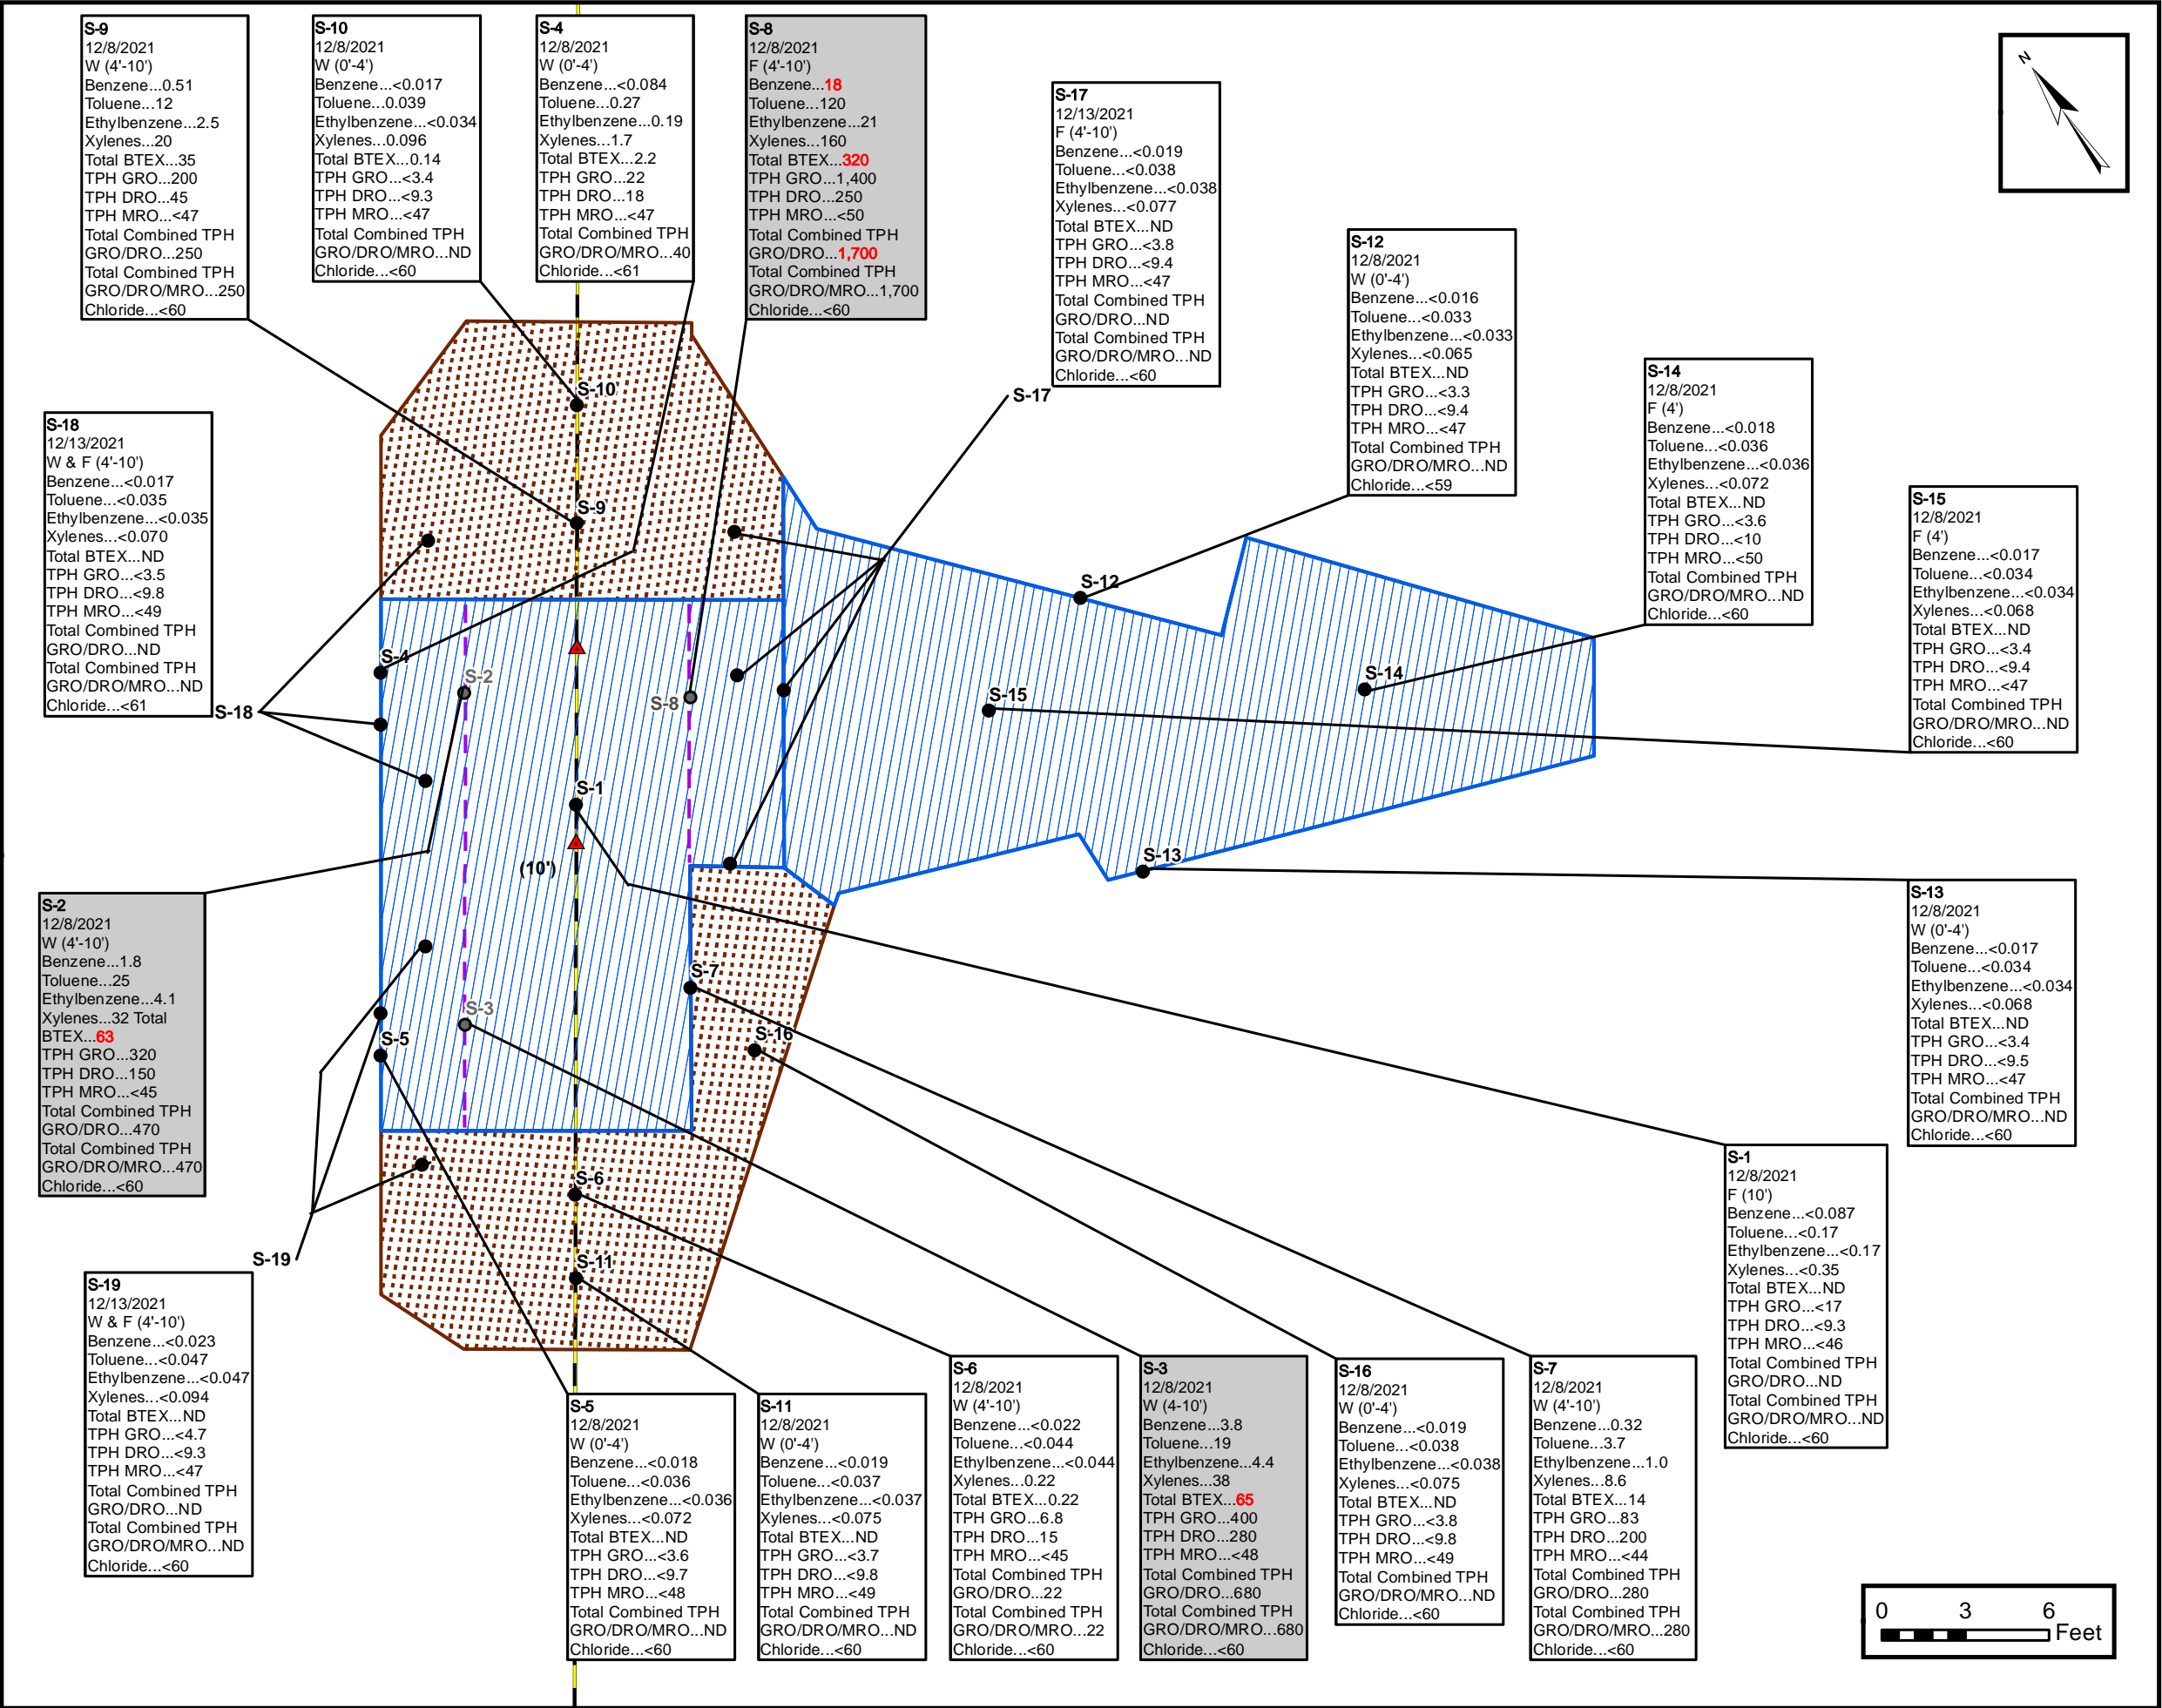 S-9
12/8/2021
W (4'-10')
Benzene...0.51
Toluene...12
Ethylbenzene...2.5
Xylenes...20
Total BTEX...35
TPH GRO...200
TPH DRO...45
TPH MRO...<47
Total Combined TPH
GRO/DRO...250
Total Combined TPH
GRO/DRO/MRO...250
Chloride...<60
S-10
12/8/2021
W (0'-4')
Benzene...<0.017
Toluene...0.039
Ethylbenzene...<0.034
Xylenes...0.096
Total BTEX...0.14
TPH GRO...<3.4
TPH DRO...<9.3
TPH MRO...<47
Total Combined TPH
GRO/DRO/MRO...ND
Chloride...<60
S-4
12/8/2021
W (0'-4')
Benzene...<0.084
Toluene...0.27
Ethylbenzene...0.19
Xylenes...1.7
Total BTEX...2.2
TPH GRO...22
TPH DRO...18
TPH MRO...<47
Total Combined TPH
GRO/DRO/MRO...40
Chloride...<61
S-8
12/8/2021
F (4'-10')
Benzene...18
Toluene...120
Ethylbenzene...21
Xylenes...160
Total BTEX...320
TPH GRO...1,400
TPH DRO...250
TPH MRO...<50
Total Combined TPH
GRO/DRO...1,700
Total Combined TPH
GRO/DRO/MRO...1,700
Chloride...<60
S-17
12/13/2021
F (4'-10')
Benzene...<0.019
Toluene...<0.038
Ethylbenzene...<0.038
Xylenes...<0.077
Total BTEX...ND
TPH GRO...<3.8
TPH DRO...<9.4
TPH MRO...<47
Total Combined TPH
GRO/DRO...ND
Total Combined TPH
GRO/DRO/MRO...ND
Chloride...<60
N
S-12
12/8/2021
W (0'-4')
Benzene...<0.016
Toluene...<0.033
Ethylbenzene...<0.033
Xylenes...<0.065
Total BTEX...ND
TPH GRO...<3.3
TPH DRO...<9.4
TPH MRO...<47
Total Combined TPH
GRO/DRO/MRO...ND
Chloride...<59
S-14
12/8/2021
F (4')
Benzene...<0.018
Toluene...<0.036
Ethylbenzene...<0.036
Xylenes...<0.072
Total BTEX...ND
TPH GRO...<3.6
TPH DRO...<10
TPH MRO...<50
Total Combined TPH
GRO/DRO/MRO...ND
Chloride...<60
S-15
12/8/2021
F (4')
Benzene...<0.017
Toluene...<0.034
Ethylbenzene...<0.034
Xylenes...<0.068
Total BTEX...ND
TPH GRO...<3.4
TPH DRO...<9.4
TPH MRO...<47
Total Combined TPH
GRO/DRO/MRO...ND
Chloride...<60
S-18
12/13/2021
W & F (4'-10')
Benzene...<0.017
Toluene...<0.035
Ethylbenzene...<0.035
Xylenes...<0.070
Total BTEX...ND
TPH GRO...<3.5
TPH DRO...<9.8
TPH MRO...<49
Total Combined TPH
GRO/DRO...ND
Total Combined TPH
GRO/DRO/MRO...ND
Chloride...<61
S-10
S-17
S-9
S-12
S-4
S-2
S-8
S-15
S-14
S-18
S-1
(10')
S-13
S-7
S-3
S-16
S-5
S-6
S-11
S-19
S-2
12/8/2021
W (4'-10')
Benzene...1.8
Toluene...25
Ethylbenzene...4.1
Xylenes...32 Total
BTEX...63
TPH GRO...320
TPH DRO...150
TPH MRO...<45
Total Combined TPH
GRO/DRO...470
Total Combined TPH
GRO/DRO/MRO...470
Chloride...<60
S-13
12/8/2021
W (0'-4')
Benzene...<0.017
Toluene...<0.034
Ethylbenzene...<0.034
Xylenes...<0.068
Total BTEX...ND
TPH GRO...<3.4
TPH DRO...<9.5
TPH MRO...<47
Total Combined TPH
GRO/DRO/MRO...ND
Chloride...<60
S-1
12/8/2021
F (10')
Benzene...<0.087
Toluene...<0.17
Ethylbenzene...<0.17
Xylenes...<0.35
Total BTEX...ND
TPH GRO...<17
TPH DRO...<9.3
TPH MRO...<46
Total Combined TPH
GRO/DRO...ND
Total Combined TPH
GRO/DRO/MRO...ND
Chloride...<60
S-19
12/13/2021
W & F (4'-10')
Benzene...<0.023
Toluene...<0.047
Ethylbenzene...<0.047
Xylenes...<0.094
Total BTEX...ND
TPH GRO...<4.7
TPH DRO...<9.3
TPH MRO...<47
Total Combined TPH
GRO/DRO...ND
Total Combined TPH
GRO/DRO/MRO...ND
Chloride...<60
S-5
12/8/2021
W (0'-4')
Benzene...<0.018
Toluene...<0.036
Ethylbenzene...<0.036
Xylenes...<0.072
Total BTEX...ND
TPH GRO...<3.6
TPH DRO...<9.7
TPH MRO...<48
Total Combined TPH
GRO/DRO/MRO...ND
Chloride...<60
S-11
12/8/2021
W (0'-4')
Benzene...<0.019
Toluene...<0.037
Ethylbenzene...<0.037
Xylenes...<0.075
Total BTEX...ND
TPH GRO...<3.7
TPH DRO...<9.8
TPH MRO...<49
Total Combined TPH
GRO/DRO/MRO...ND
Chloride...<60
S-6
12/8/2021
W (4'-10')
Benzene...<0.022
Toluene...<0.044
Ethylbenzene...<0.044
Xylenes...0.22
Total BTEX...0.22
TPH GRO...6.8
TPH DRO...15
TPH MRO...<45
Total Combined TPH
GRO/DRO...22
Total Combined TPH
GRO/DRO/MRO...22
Chloride...<60
S-3
12/8/2021
W (4-10')
Benzene...3.8
Toluene...19
Ethylbenzene...4.4
Xylenes...38
Total BTEX...65
TPH GRO...400
TPH DRO...280
TPH MRO...<48
Total Combined TPH
GRO/DRO...680
Total Combined TPH
GRO/DRO/MRO...680
Chloride...<60
S-16
12/8/2021
W (0'-4')
Benzene...<0.019
Toluene...<0.038
Ethylbenzene...<0.038
Xylenes...<0.075
Total BTEX...ND
TPH GRO...<3.8
TPH DRO...<9.8
TPH MRO...<49
Total Combined TPH
GRO/DRO/MRO...ND
Chloride...<60
S-7
12/8/2021
W (4'-10')
Benzene...0.32
Toluene...3.7
Ethylbenzene...1.0
Xylenes...8.6
Total BTEX...14
TPH GRO...83
TPH DRO...200
TPH MRO...<44
Total Combined TPH
GRO/DRO...280
Total Combined TPH
GRO/DRO/MRO...280
Chloride...<60
0 3 6
Feet